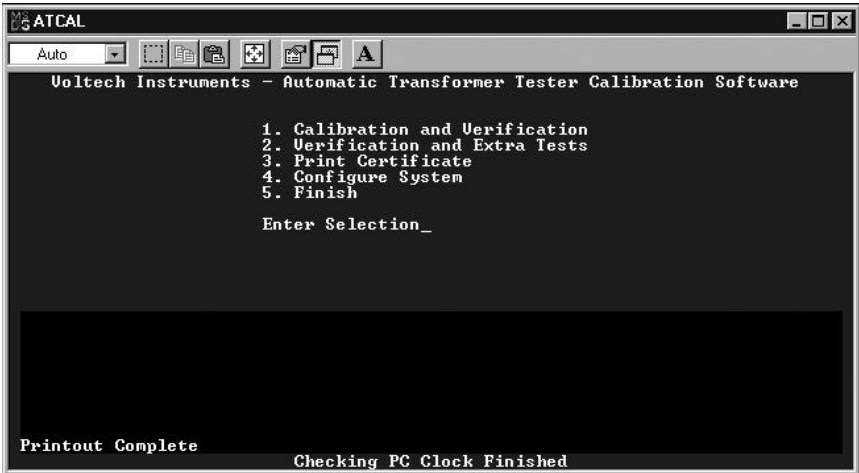 ATCAL
Auto
A
Voltech Instruments - Automatic Transformer Tester Calibration Software
1. Calibration and Verification
2. Verification and Extra Tests
3. Print Certificate
4. Configure System
5. Finish
Enter Selection_
Printout Complete
Checking PC Clock Finished